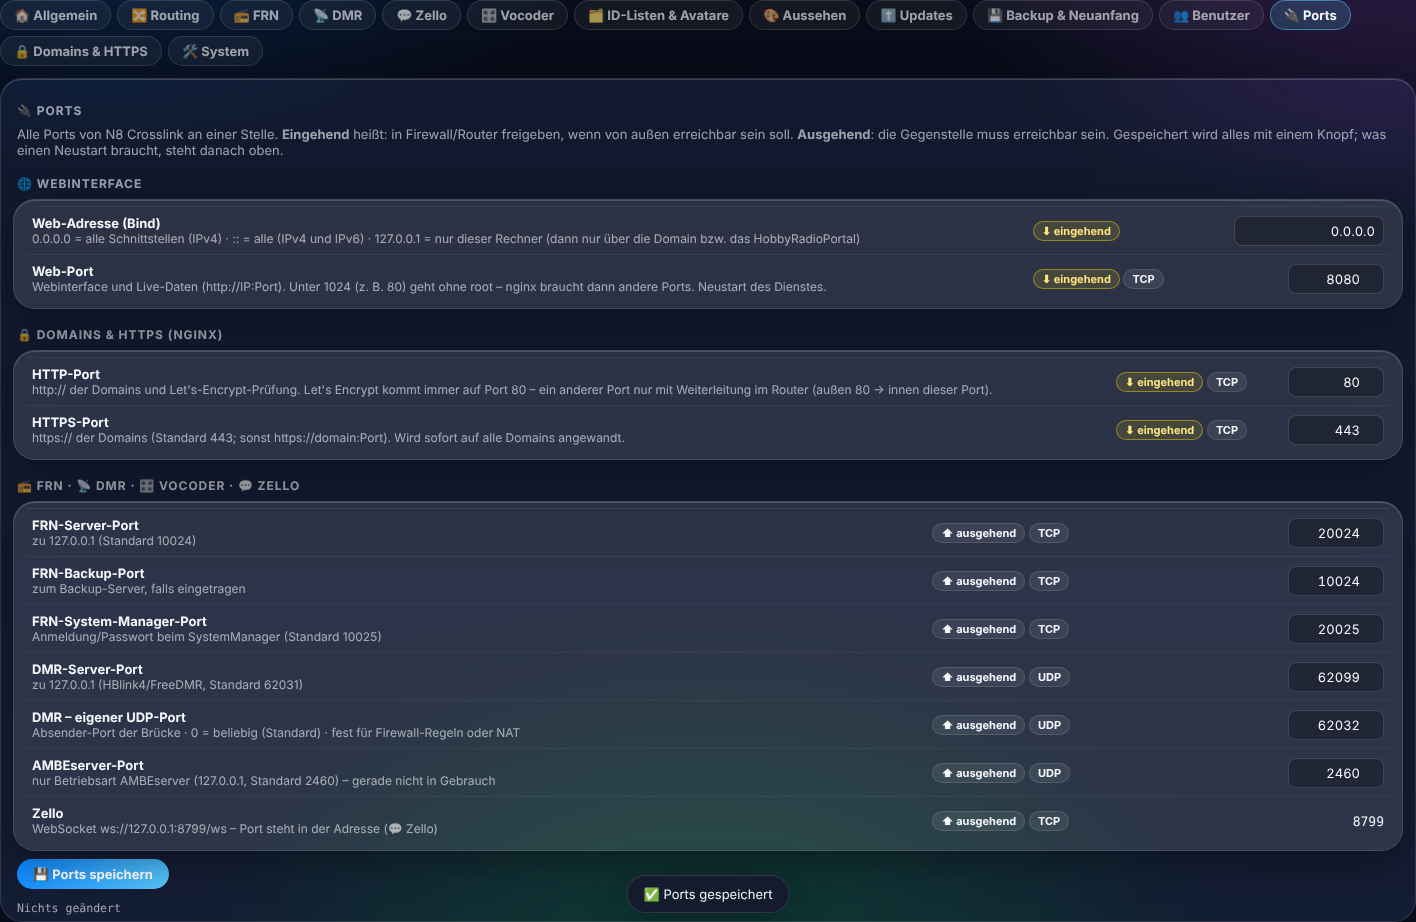 Allgemein Routing FRN DMR Zello Vocoder ID-Listen & Avatare Aussehen Updates Backup & Neuanfang Benutzer Ports
Domains & HTTPS System
PORTS
Alle Ports von N8 Crosslink an einer Stelle. Eingehend heißt: in Firewall/Router freigeben, wenn von außen erreichbar sein soll. Ausgehend: die Gegenstelle muss erreichbar sein. Gespeichert wird alles mit einem Knopf; was
einen Neustart braucht, steht danach oben.
WEBINTERFACE
Web-Adresse (Bind)
0.0.0.0 = alle Schnittstellen (IPv4) · :: = alle (IPv4 und IPv6) · 127.0.0.1 = nur dieser Rechner (dann nur über die Domain bzw. das HobbyRadioPortal)
⬇ eingehend
0.0.0.0
Web-Port
Webinterface und Live-Daten (http://IP:Port). Unter 1024 (z. B. 80) geht ohne root – nginx braucht dann andere Ports. Neustart des Dienstes.
⬇ eingehend TCP
8080
DOMAINS & HTTPS (NGINX)
HTTP-Port
http:// der Domains und Let's-Encrypt-Prüfung. Let's Encrypt kommt immer auf Port 80 – ein anderer Port nur mit Weiterleitung im Router (außen 80 → innen dieser Port).
⬇ eingehend TCP
80
HTTPS-Port
https:// der Domains (Standard 443; sonst https://domain:Port). Wird sofort auf alle Domains angewandt.
⬇ eingehend TCP
443
FRN · DMR · VOCODER · ZELLO
FRN-Server-Port
zu 127.0.0.1 (Standard 10024)
⬆ ausgehend TCP
20024
FRN-Backup-Port
zum Backup-Server, falls eingetragen
⬆ ausgehend TCP
10024
FRN-System-Manager-Port
Anmeldung/Passwort beim SystemManager (Standard 10025)
⬆ ausgehend TCP
20025
DMR-Server-Port
zu 127.0.0.1 (HBlink4/FreeDMR, Standard 62031)
⬆ ausgehend UDP
62099
DMR – eigener UDP-Port
Absender-Port der Brücke · 0 = beliebig (Standard) · fest für Firewall-Regeln oder NAT
⬆ ausgehend UDP
62032
AMBEserver-Port
nur Betriebsart AMBEserver (127.0.0.1, Standard 2460) – gerade nicht in Gebrauch
⬆ ausgehend UDP
2460
Zello
WebSocket ws://127.0.0.1:8799/ws – Port steht in der Adresse (💬 Zello)
⬆ ausgehend TCP
8799
Ports speichern
✅ Ports gespeichert
Nichts geändert